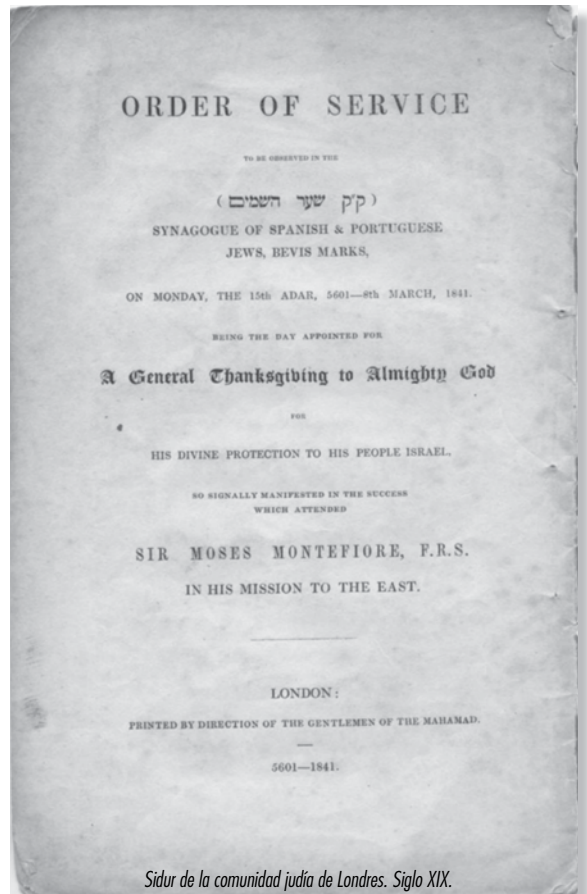 ORDER OF SERVICE
TO BE OBSERVED IN THE
(ק״ק שער השמים)
SYNAGOGUE OF SPANISH & PORTUGUESE
JEWS, BEVIS MARKS,
ON MONDAY, THE 15th ADAR, 5601—8th MARCH, 1841.
BEING THE DAY APPOINTED FOR
A General Thanksgiving to Almighty God
FOR
HIS DIVINE PROTECTION TO HIS PEOPLE ISRAEL,
SO SIGNALLY MANIFESTED IN THE SUCCESS
WHICH ATTENDED
SIR MOSES MONTEFIORE, F.R.S.
IN HIS MISSION TO THE EAST.
LONDON:
PRINTED BY DIRECTION OF THE GENTLEMEN OF THE MAHAMAD.
5601—1841.
Sidur de la comunidad judía de Londres. Siglo XIX.